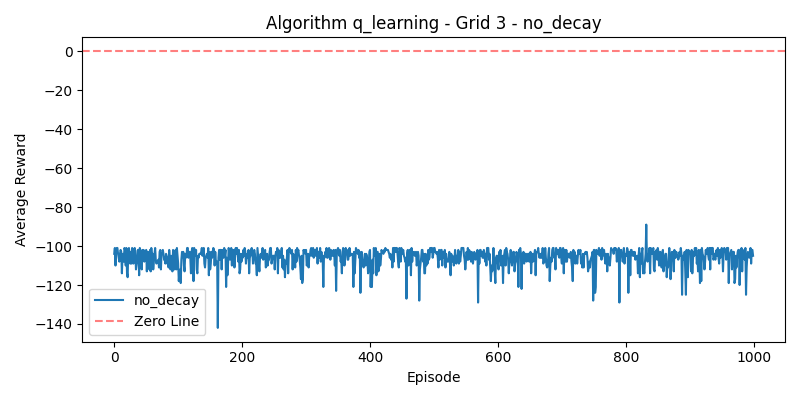 Algorithm q_learning - Grid 3 - no_decay
0
−20
−40
−60
−80
−100
−120
−140
Average Reward
no_decay
Zero Line
0
200
400
600
800
1000
Episode